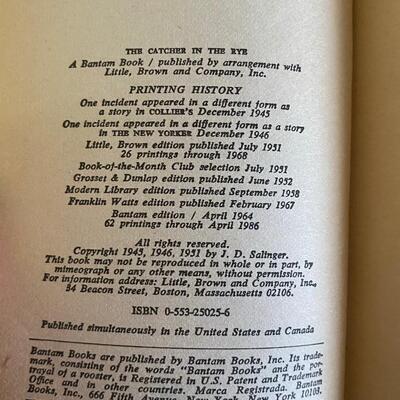 THE CATCHER IN THE RYE
A Bantam Book / published by arrangement with
Little, Brown and Company, Inc.
PRINTING HISTORY
One incident appeared in a different form as
a story in COLLIER'S December 1945
One incident appeared in a different form as a story
in THE NEW YORKER December 1946
Little, Brown edition published July 1951
26 printings through 1968
Book-of-the-Month Club selection July 1951
Grosset & Dunlap edition published June 1952
Modern Library edition published September 1958
Franklin Watts edition published February 1967
Bantam edition / April 1964
62 printings through April 1986
All rights reserved.
Copyright 1945, 1946, 1951 by J. D. Salinger.
This book may not be reproduced in whole or in part, by
mimeograph or any other means, without permission.
For information address: Little, Brown and Company, Inc.,
34 Beacon Street, Boston, Massachusetts 02106.
ISBN 0-553-25025-6
Published simultaneously in the United States and Canada
Bantam Books are published by Bantam Books, Inc. Its trade-
mark, consisting of the words "Bantam Books" and the por-
trayal of a rooster, is Registered in U.S. Patent and Trademark
Office and in other countries. Marca Registrada. Bantam
Books, Inc., 666 Fifth Avenue, New York, New York 10103.